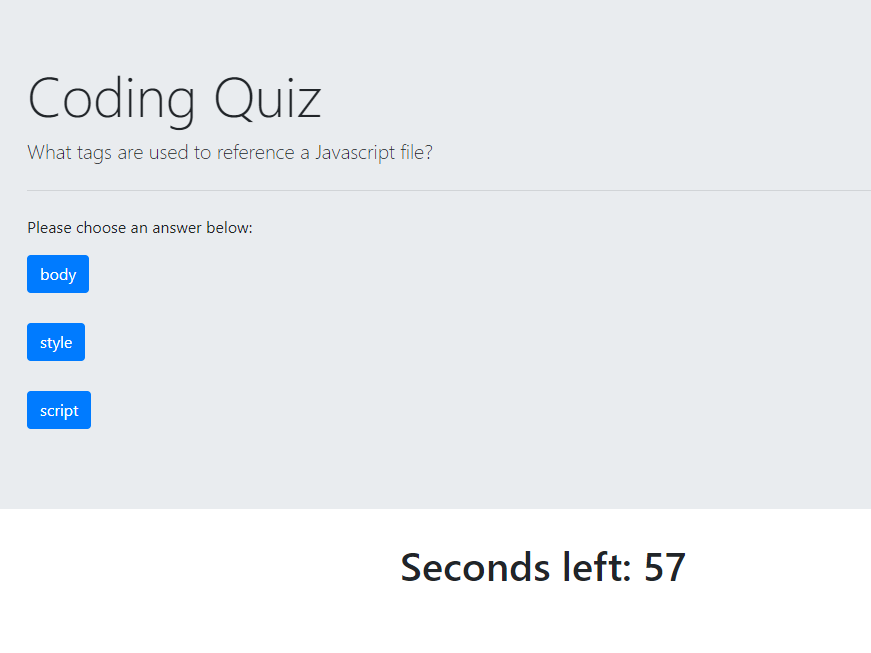 Coding Quiz
What tags are used to reference a Javascript file?
Please choose an answer below:
body
style
script
Seconds left: 57